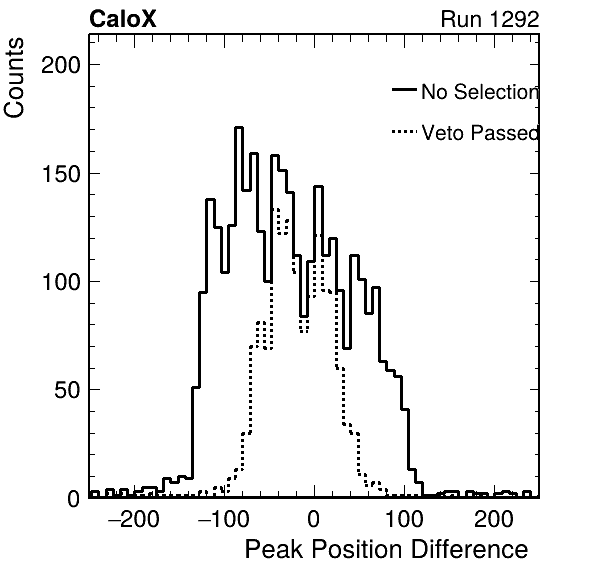 CaloX Run 1292
Counts
200
150
100
50
0
No Selection
Veto Passed
−200 −100 0 100 200
Peak Position Difference